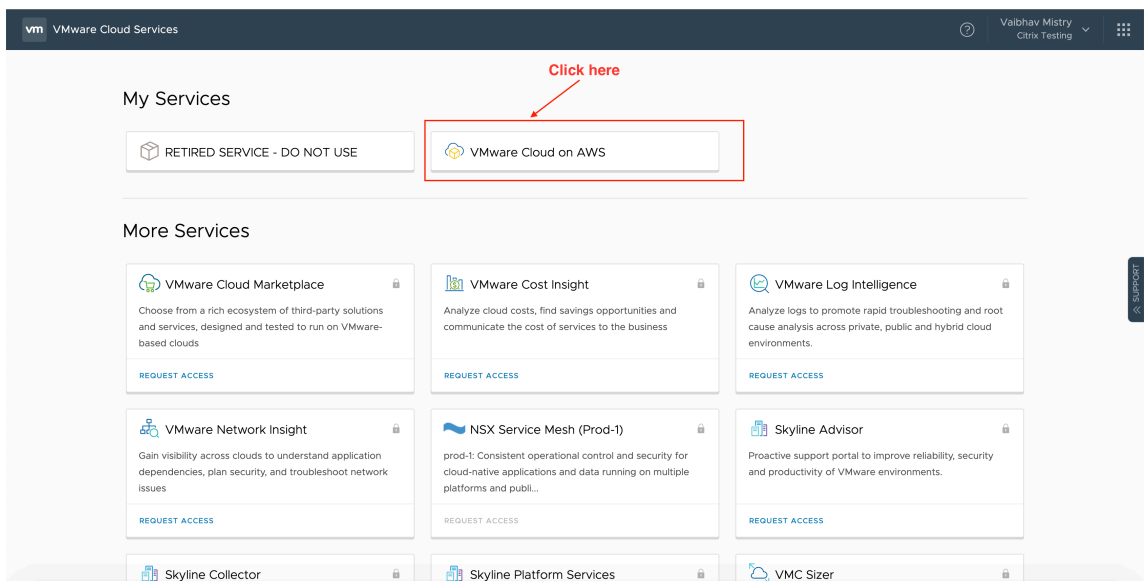 vm VMware Cloud Services
Vaibhav Mistry
Citrix Testing
Click here
My Services
RETIRED SERVICE - DO NOT USE
VMware Cloud on AWS
More Services
VMware Cloud Marketplace
Choose from a rich ecosystem of third-party solutions
and services, designed and tested to run on VMware-
based clouds
REQUEST ACCESS
VMware Cost Insight
Analyze cloud costs, find savings opportunities and
communicate the cost of services to the business
REQUEST ACCESS
VMware Log Intelligence
Analyze logs to promote rapid troubleshooting and root
cause analysis across private, public and hybrid cloud
environments.
REQUEST ACCESS
SUPPORT
VMware Network Insight
Gain visibility across clouds to understand application
dependencies, plan security, and troubleshoot network
issues
REQUEST ACCESS
NSX Service Mesh (Prod-1)
prod-1: Consistent operational control and security for
cloud-native applications and data running on multiple
platforms and publi...
REQUEST ACCESS
Skyline Advisor
Proactive support portal to improve reliability, security
and productivity of VMware environments.
REQUEST ACCESS
Skyline Collector
Skyline Platform Services
VMC Sizer